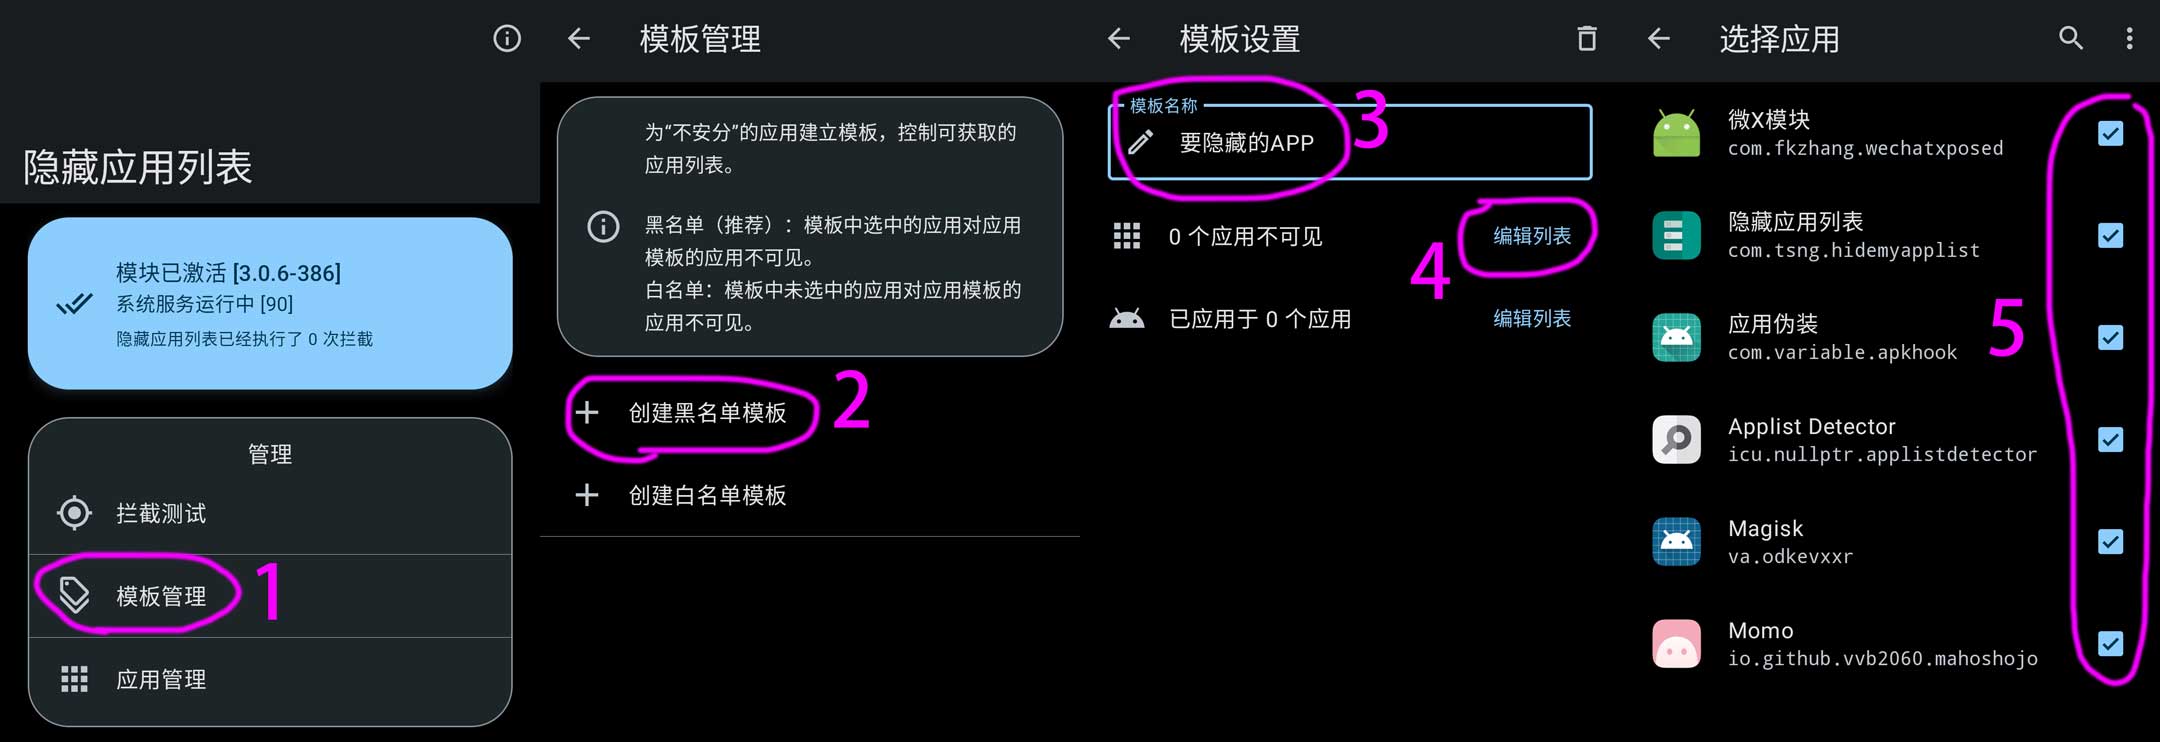 隐藏应用列表
模块已激活 [3.0.6-386]
系统服务运行中 [90]
隐藏应用列表已经执行了 0 次拦截
管理
拦截测试
模板管理
1
应用管理
模板管理
为“不安分”的应用建立模板，控制可获取的
应用列表。
黑名单（推荐）：模板中选中的应用对应用
模板的应用不可见。
白名单：模板中未选中的应用对应用模板的
应用不可见。
创建黑名单模板
2
创建白名单模板
模板设置
模板名称
要隐藏的APP
3
0 个应用不可见
编辑列表
4
已应用于 0 个应用
编辑列表
选择应用
微X模块
com.fkzhang.wechatxposed
隐藏应用列表
com.tsng.hidemyapplist
应用伪装
com.variable.apkhook
5
Applist Detector
icu.nullptr.applistdetector
Magisk
va.odkevxxr
Momo
io.github.vvb2060.mahoshojo